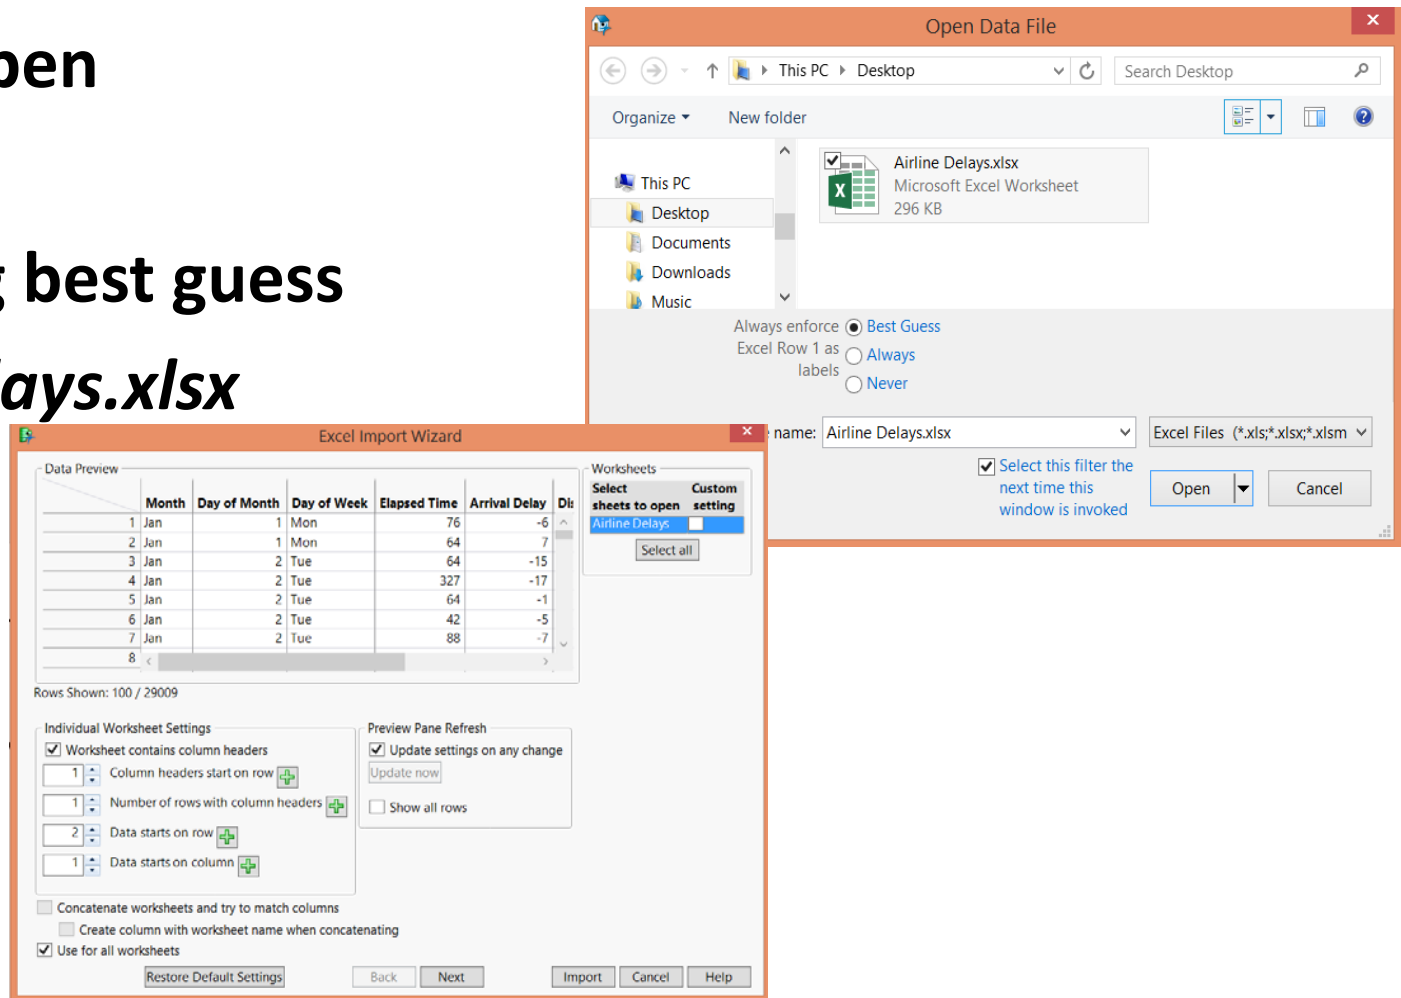 pen
g best guess
lays.xlsx
Open Data File
This PC Desktop
Search Desktop
Organize
New folder
This PC
Desktop
Documents
Downloads
Music
Airline Delays.xlsx
Microsoft Excel Worksheet
296 KB
Always enforce
Excel Row 1 as
labels
Best Guess
Always
Never
name: Airline Delays.xlsx
Excel Files (*.xls;*.xlsx;*.xlsm
Select this filter the
next time this
window is invoked
Open
Cancel
Excel Import Wizard
Data Preview
Month Day of Month Day of Week Elapsed Time Arrival Delay Dis
1 Jan 1 Mon 76 -6
2 Jan 1 Mon 64 7
3 Jan 2 Tue 64 -15
4 Jan 2 Tue 327 -17
5 Jan 2 Tue 64 -1
6 Jan 2 Tue 42 -5
7 Jan 2 Tue 88 -7
8
Rows Shown: 100 / 29009
Worksheets
Select Custom
sheets to open setting
Airline Delays
Select all
Individual Worksheet Settings
Worksheet contains column headers
1 Column headers start on row
1 Number of rows with column headers
2 Data starts on row
1 Data starts on column
Preview Pane Refresh
Update settings on any change
Update now
Show all rows
Concatenate worksheets and try to match columns
Create column with worksheet name when concatenating
Use for all worksheets
Restore Default Settings
Back
Next
Import
Cancel
Help